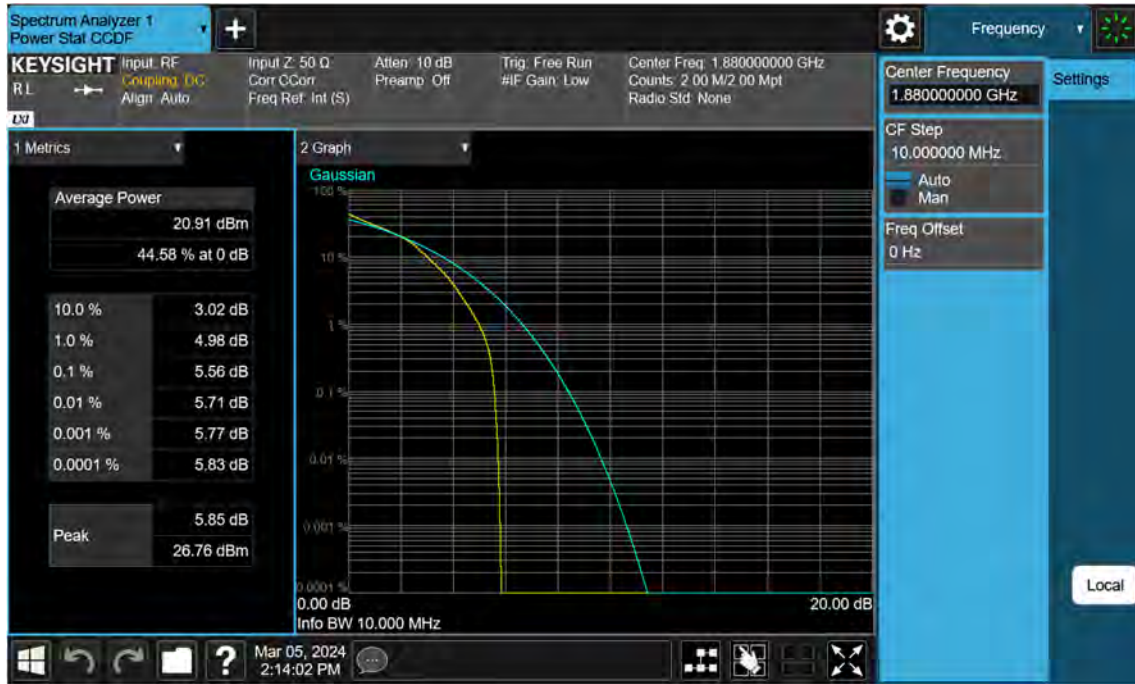 Spectrum Analyzer 1
Power Stat CCDF
Frequency
KEYSIGHT
RL
LXI
Input: RF
Coupling: DC
Align: Auto
Input Z: 50 Ω
Corr CCorr
Freq Ref: Int (S)
Atten: 10 dB
Preamp: Off
Trig: Free Run
#IF Gain: Low
Center Freq: 1.880000000 GHz
Counts: 2.00 M/2.00 Mpt
Radio Std: None
Center Frequency
1.880000000 GHz
Settings
CF Step
10.000000 MHz
Auto
Man
Freq Offset
0 Hz
Local
1 Metrics
Average Power
20.91 dBm
44.58 % at 0 dB
10.0 % 3.02 dB
1.0 % 4.98 dB
0.1 % 5.56 dB
0.01 % 5.71 dB
0.001 % 5.77 dB
0.0001 % 5.83 dB
Peak
5.85 dB
26.76 dBm
2 Graph
Gaussian
100 %
10 %
1 %
0.1 %
0.01 %
0.001 %
0.0001 %
0.00 dB 20.00 dB
Info BW 10.000 MHz
?
Mar 05, 2024
2:14:02 PM